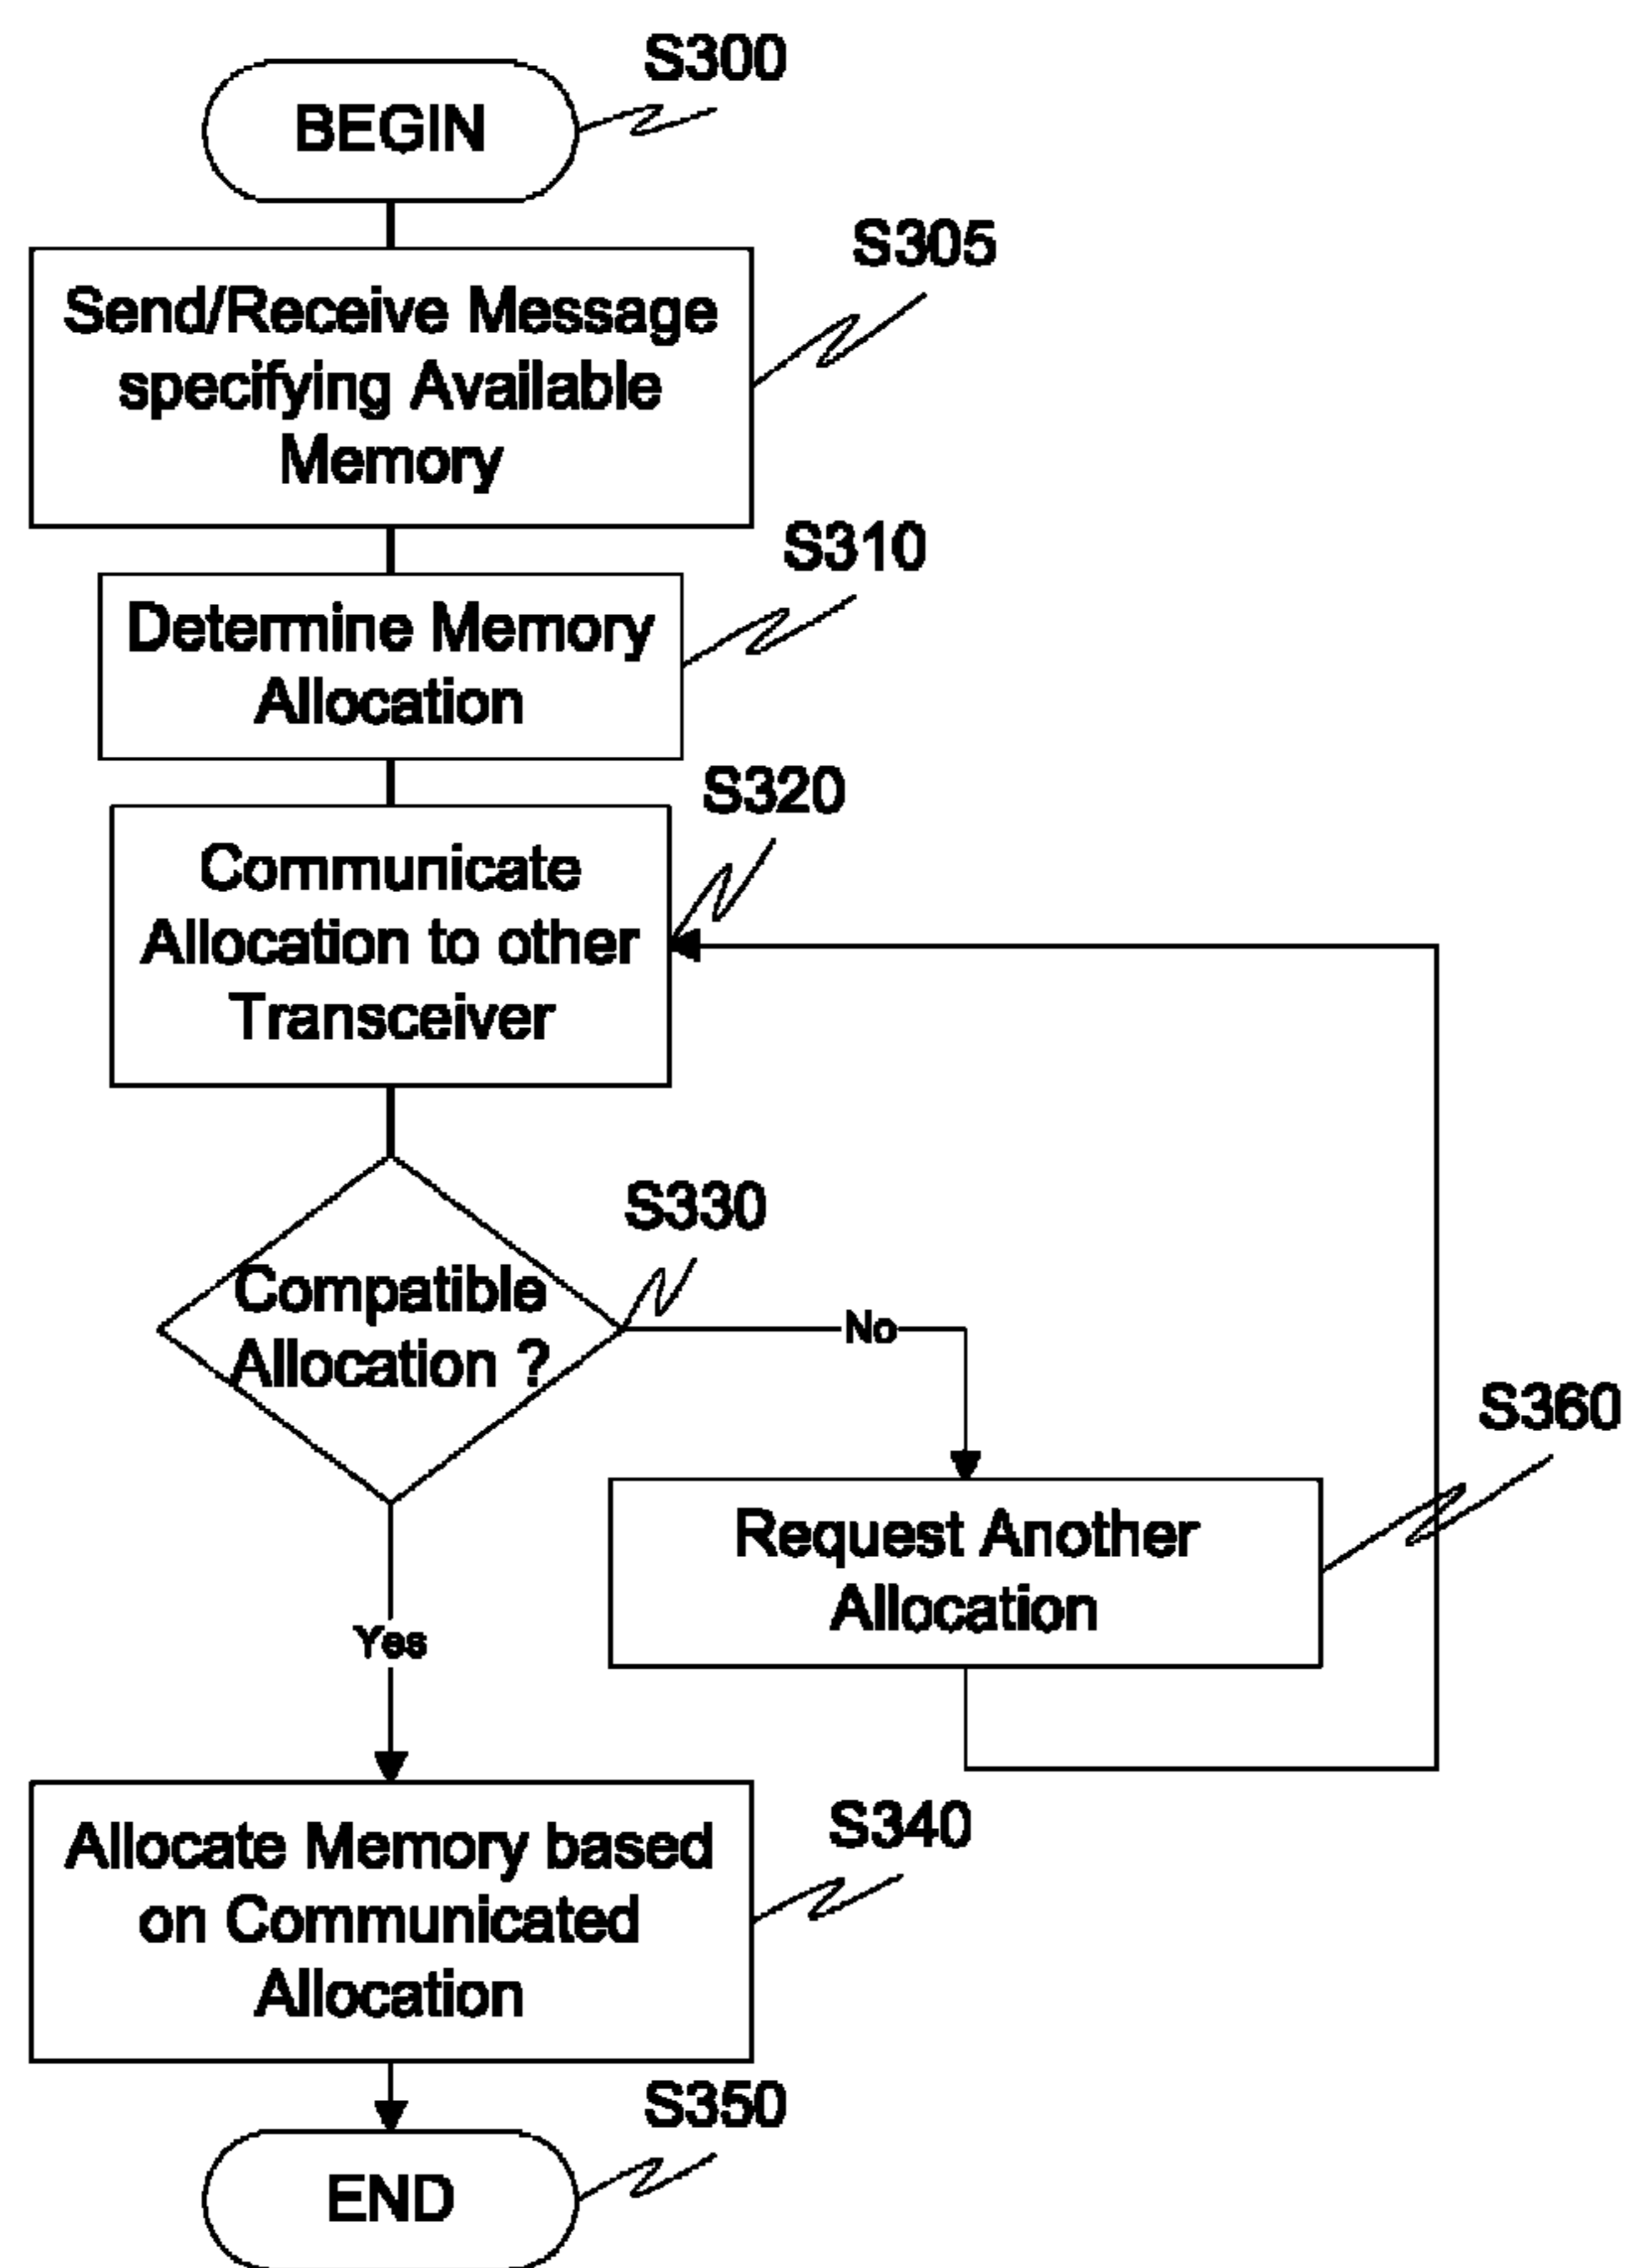 S300
BEGIN
S305
Send/Receive Message
specifying Available
Memory
S310
Determine Memory
Allocation
S320
Communicate
Allocation to other
Transceiver
S330
Compatible
Allocation ?
No
S360
Request Another
Allocation
Yes
S340
Allocate Memory based
on Communicated
Allocation
S350
END